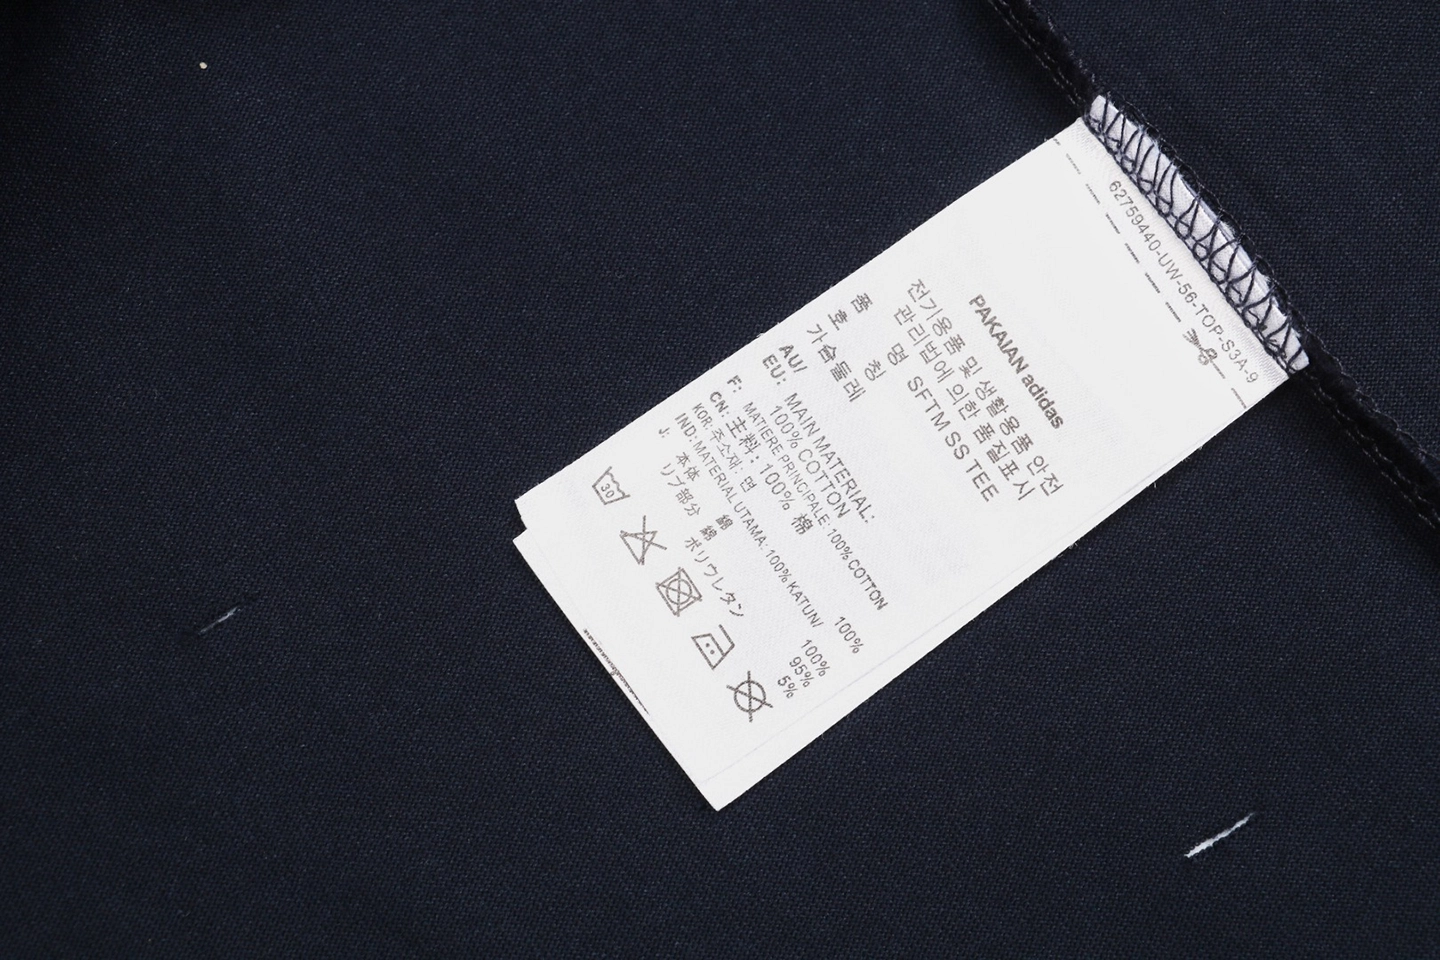 62759440-UW-56-TOP-S3A-9
PAKAIAN adidas
전기용품 및 생활용품 안전
관리법에 의한 품질표시
품 명 SFTM SS TEE
호 칭
가슴둘레
AU/
EU: MAIN MATERIAL:
100% COTTON
F: MATIERE PRINCIPALE: 100% COTTON
CN: 主料: 100% 棉
KOR: 주소재: 면 100%
IND: MATERIAL UTAMA: 100% KATUN/
J: 本体 綿 100%
リブ部分 綿 95%
ポリウレタン 5%
30